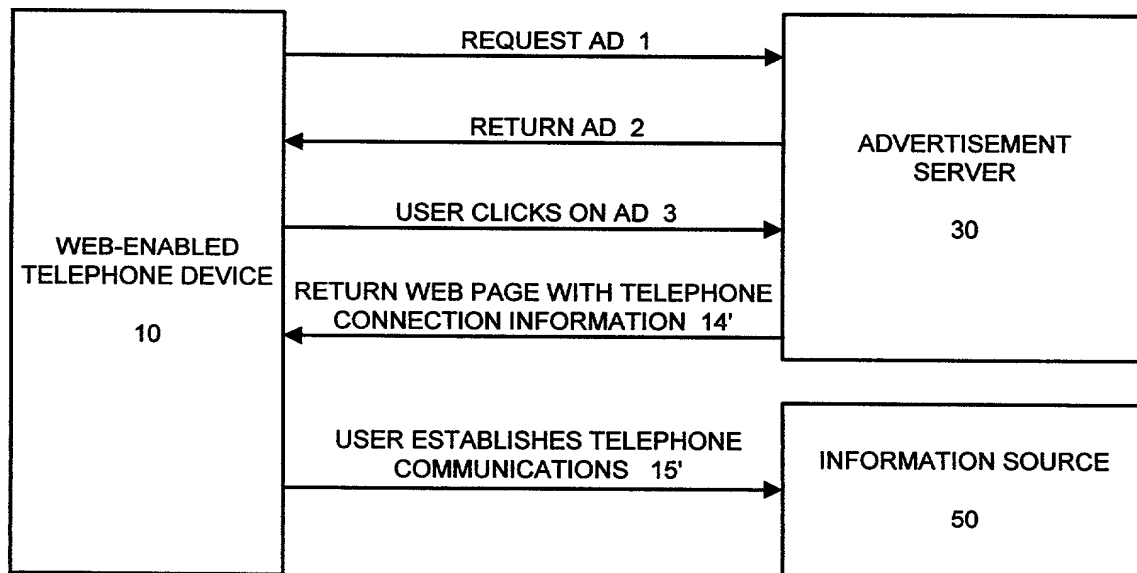 REQUEST AD 1
RETURN AD 2
ADVERTISEMENT
SERVER
30
USER CLICKS ON AD 3
WEB-ENABLED
TELEPHONE DEVICE
10
RETURN WEB PAGE WITH TELEPHONE
CONNECTION INFORMATION 14'
USER ESTABLISHES TELEPHONE
COMMUNICATIONS 15'
INFORMATION SOURCE
50